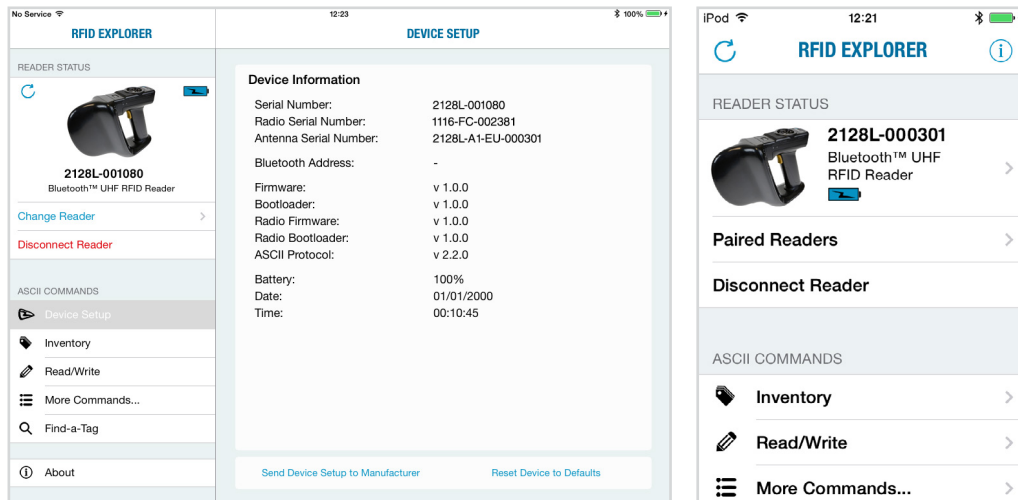 No Service 12:23 100%
RFID EXPLORER
DEVICE SETUP
READER STATUS
2128L-001080
Bluetooth™ UHF RFID Reader
Change Reader
Disconnect Reader
ASCII COMMANDS
Device Setup
Inventory
Read/Write
More Commands...
Find-a-Tag
About
Device Information
Serial Number: 2128L-001080
Radio Serial Number: 1116-FC-002381
Antenna Serial Number: 2128L-A1-EU-000301
Bluetooth Address: -
Firmware: v 1.0.0
Bootloader: v 1.0.0
Radio Firmware: v 1.0.0
Radio Bootloader: v 1.0.0
ASCII Protocol: v 2.2.0
Battery: 100%
Date: 01/01/2000
Time: 00:10:45
Send Device Setup to Manufacturer
Reset Device to Defaults
iPod 12:21
RFID EXPLORER
READER STATUS
2128L-000301
Bluetooth™ UHF
RFID Reader
Paired Readers
Disconnect Reader
ASCII COMMANDS
Inventory
Read/Write
More Commands...